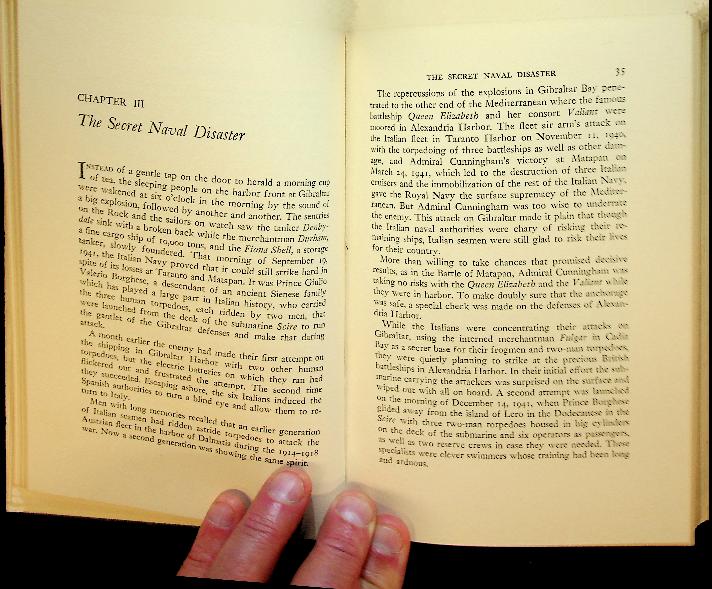 CHAPTER III
The Secret Naval Disaster
INSTEAD of a gentle tap on the door to herald a morning cup
of tea, the sleeping people on the harbor front at Gibraltar
were wakened at six o'clock in the morning by the sound of
a big explosion, followed by another and another. The sentries
on the Rock and the sailors on watch saw the tanker Denby-
dale sink with a broken back while the merchantman Durham,
a fine cargo ship of 10,000 tons, and the Fiona Shell, a storage
tanker, slowly foundered. That morning of September 19,
1941, the Italian Navy proved that it could still strike hard in
spite of its losses at Taranto and Matapan. It was Prince Giulio
Valerio Borghese, a descendant of an ancient Sienese family
which has played a large part in Italian history, who carried
the three human torpedoes, each ridden by two men, that
were launched from the deck of the submarine Scire to run
the gantlet of the Gibraltar defenses and make that daring
attack.
A month earlier the enemy had made their first attempt on
the shipping in Gibraltar Harbor with two other human
torpedoes, but the electric batteries on which they ran had
flickered out and frustrated the attempt. The second time
they succeeded. Escaping ashore, the six Italians induced the
Spanish authorities to turn a blind eye and allow them to re-
turn to Italy.
Men with long memories recalled that an earlier generation
of Italian seamen had ridden astride torpedoes to attack the
Austrian fleet in the harbor of Dalmatia during the 1914–1918
war. Now a second generation was showing the same spirit.
THE SECRET NAVAL DISASTER 35
The repercussions of the explosions in Gibraltar Bay pene-
trated to the other end of the Mediterranean where the famous
battleship Queen Elizabeth and her consort Valiant were
moored in Alexandria Harbor. The fleet air arm's attack on
the Italian fleet in Taranto Harbor on November 11, 1940,
with the torpedoing of three battleships as well as other dam-
age, and Admiral Cunningham's victory at Matapan on
March 24, 1941, which led to the destruction of three Italian
cruisers and the immobilization of the rest of the Italian Navy,
gave the Royal Navy the surface supremacy of the Mediter-
ranean. But Admiral Cunningham was too wise to underrate
the enemy. This attack on Gibraltar made it plain that though
the Italian naval authorities were chary of risking their re-
maining ships, Italian seamen were still glad to risk their lives
for their country.
More than willing to take chances that promised decisive
results, as in the Battle of Matapan, Admiral Cunningham was
taking no risks with the Queen Elizabeth and the Valiant while
they were in harbor. To make doubly sure that the anchorage
was safe, a special check was made on the defenses of Alexan-
dria Harbor.
While the Italians were concentrating their attacks on
Gibraltar, using the interned merchantman Fulgar in Cadiz
Bay as a secret base for their frogmen and two-man torpedoes,
they were quietly planning to strike at the precious British
battleships in Alexandria Harbor. In their initial effort the sub-
marine carrying the attackers was surprised on the surface and
wiped out with all on board. A second attempt was launched
on the morning of December 14, 1941, when Prince Borghese
glided away from the island of Lero in the Dodecanese in the
Scire with three two-man torpedoes housed in big cylinders
on the deck of the submarine and six operators as passengers,
as well as two reserve crews in case they were needed. These
specialists were clever swimmers whose training had been long
and arduous.